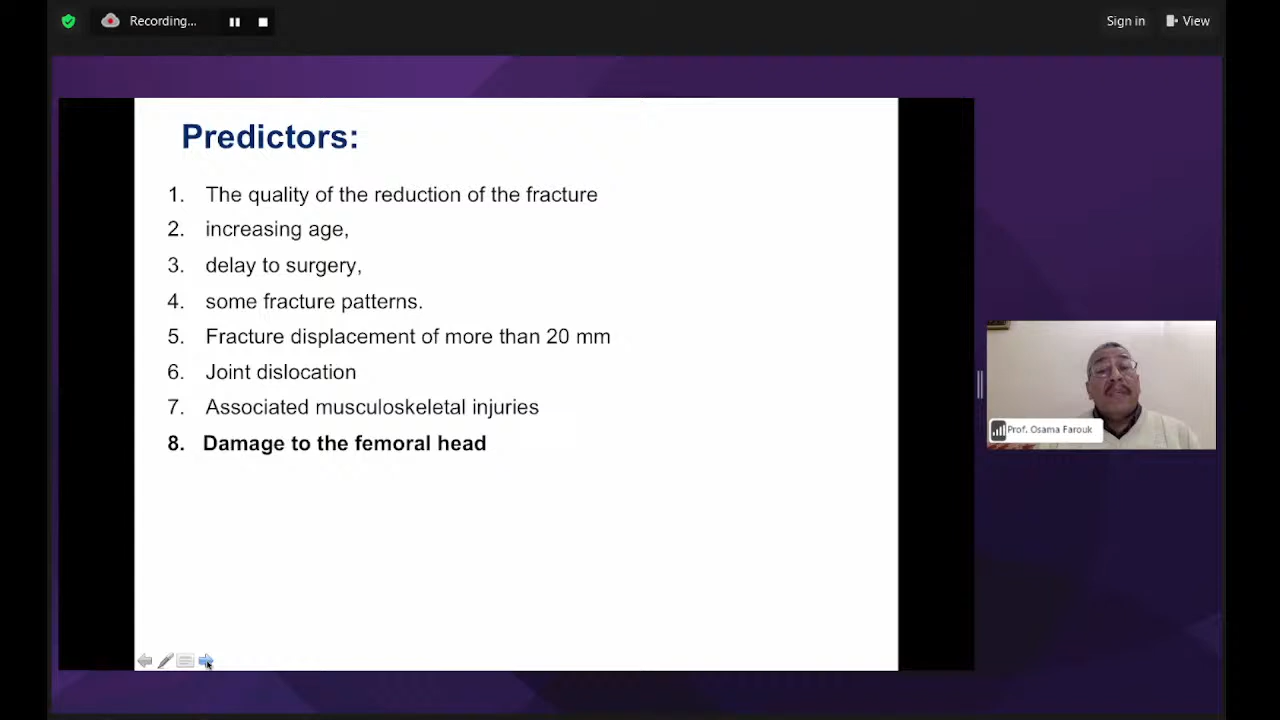 Recording...
Sign in
View
Predictors:
1. The quality of the reduction of the fracture
2. increasing age,
3. delay to surgery,
4. some fracture patterns.
5. Fracture displacement of more than 20 mm
6. Joint dislocation
7. Associated musculoskeletal injuries
8. Damage to the femoral head
Prof. Osama Farouk